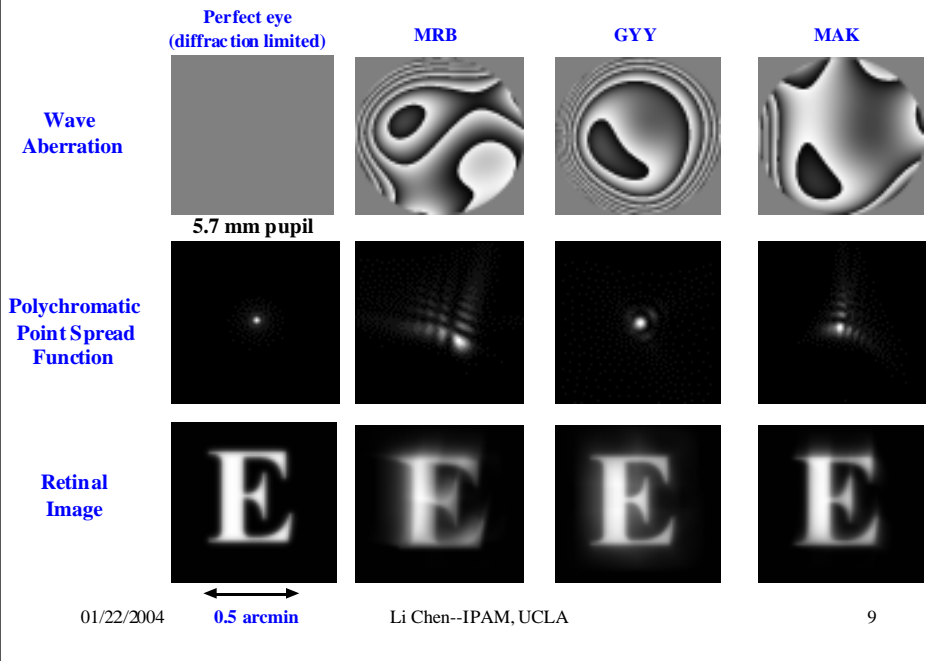 Perfect eye
(diffraction limited)
MRB
GYY
MAK
Wave
Aberration
5.7 mm pupil
Polychromatic
Point Spread
Function
Retinal
Image
E
E
E
E
0.5 arcmin
01/22/2004
Li Chen--IPAM, UCLA
9